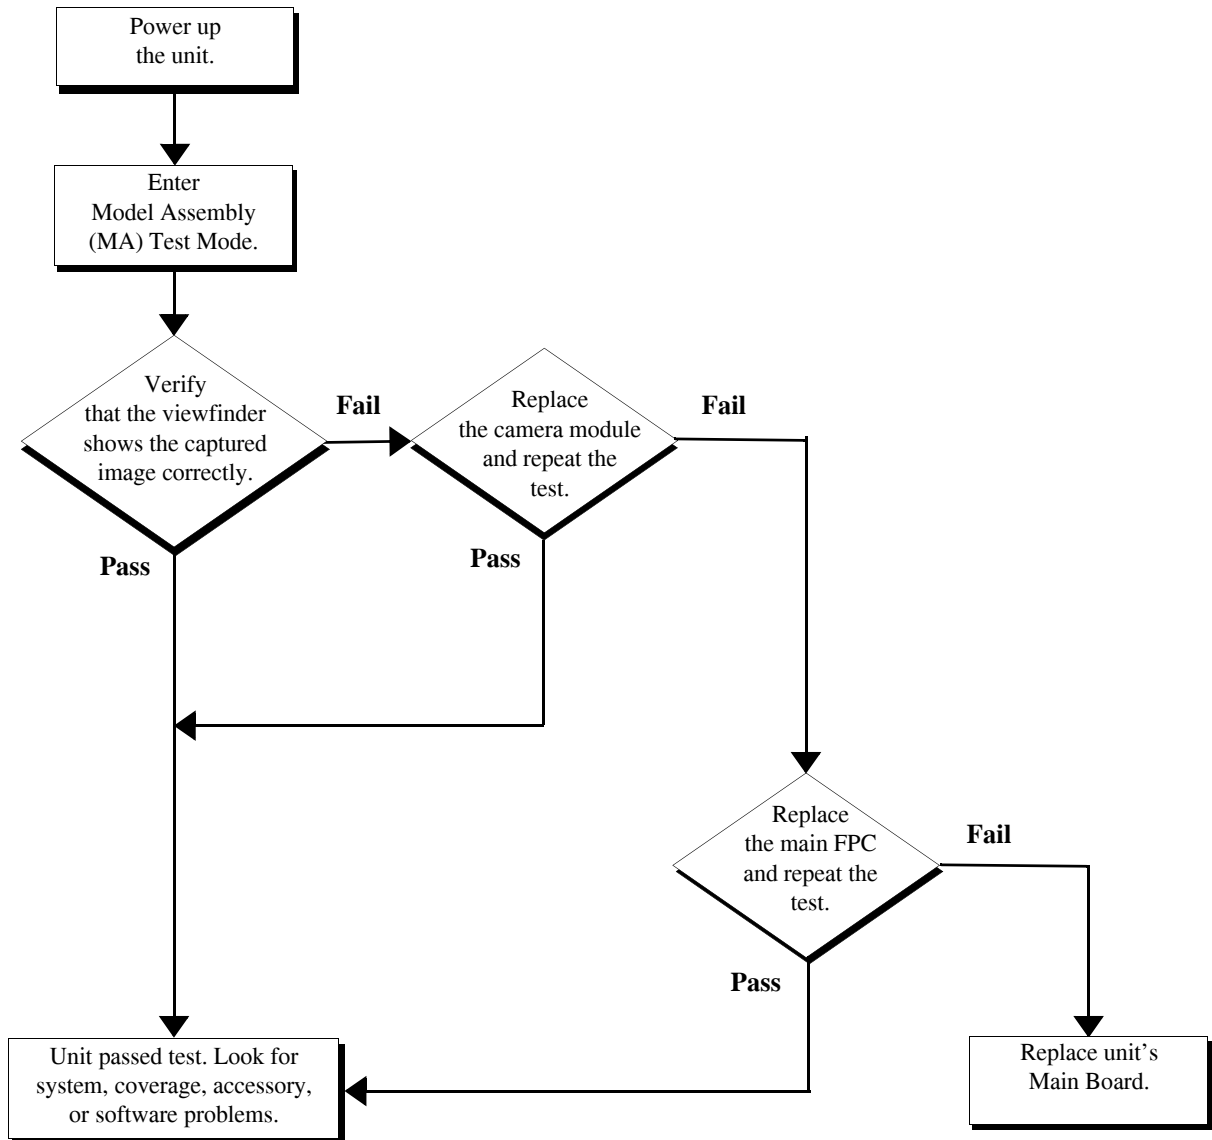 Power up
the unit.
Enter
Model Assembly
(MA) Test Mode.
Verify
that the viewfinder
shows the captured
image correctly.
Fail
Pass
Replace
the camera module
and repeat the
test.
Fail
Pass
Replace
the main FPC
and repeat the
test.
Fail
Pass
Unit passed test. Look for
system, coverage, accessory,
or software problems.
Replace unit’s
Main Board.